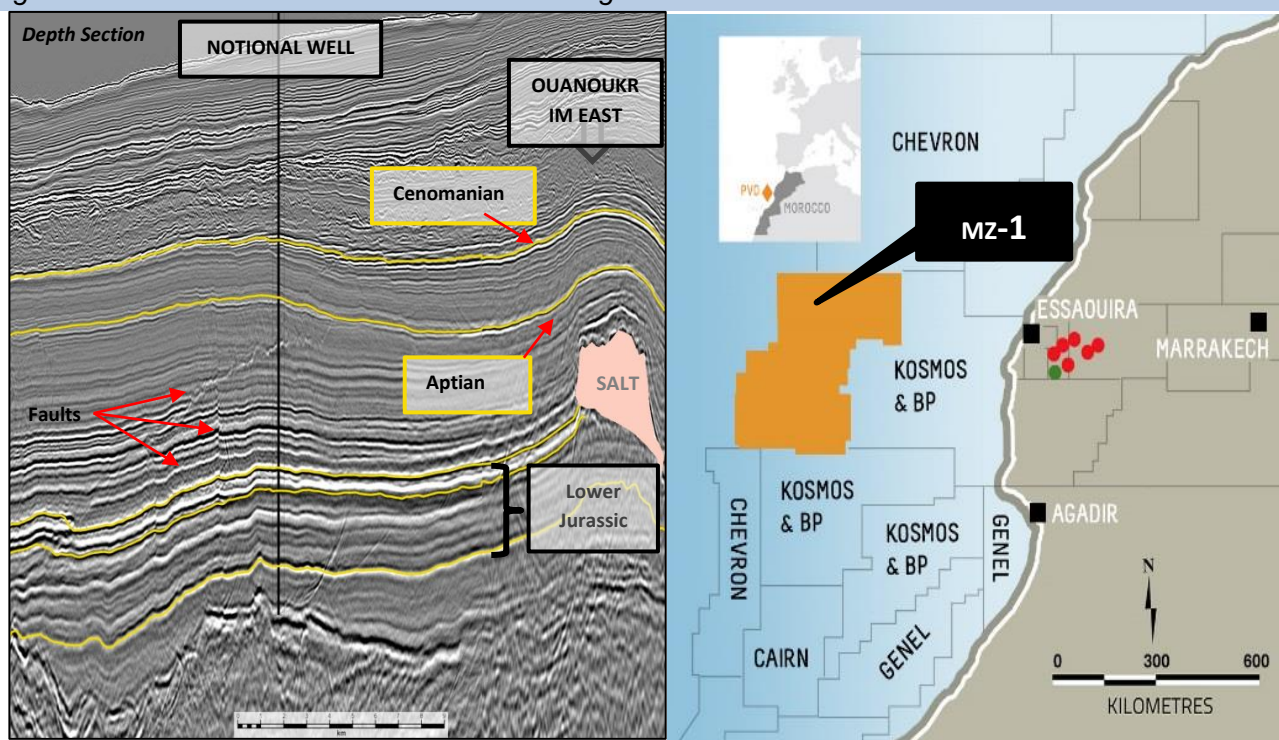 Depth Section
NOTIONAL WELL
OUANOUKR
IM EAST
Cenomanian
Aptian
SALT
Faults
Lower
Jurassic
km
PVD
MOROCCO
CHEVRON
MZ-1
ESSAOUIRA
MARRAKECH
KOSMOS
& BP
KOSMOS
& BP
CHEVRON
KOSMOS
& BP
GENEL
AGADIR
GENEL
CAIRN
N
0 300 600
KILOMETRES